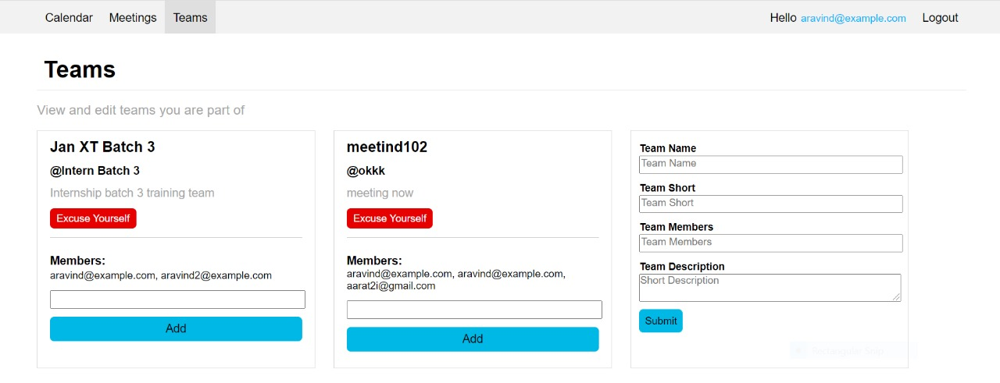 Calendar Meetings Teams Hello aravind@example.com Logout
Teams
View and edit teams you are part of
Jan XT Batch 3
@Intern Batch 3
Internship batch 3 training team
Excuse Yourself
Members:
aravind@example.com, aravind2@example.com
Add
meetind102
@okkk
meeting now
Excuse Yourself
Members:
aravind@example.com, aravind@example.com,
aarat2i@gmail.com
Add
Team Name
Team Name
Team Short
Team Short
Team Members
Team Members
Team Description
Short Description
Submit